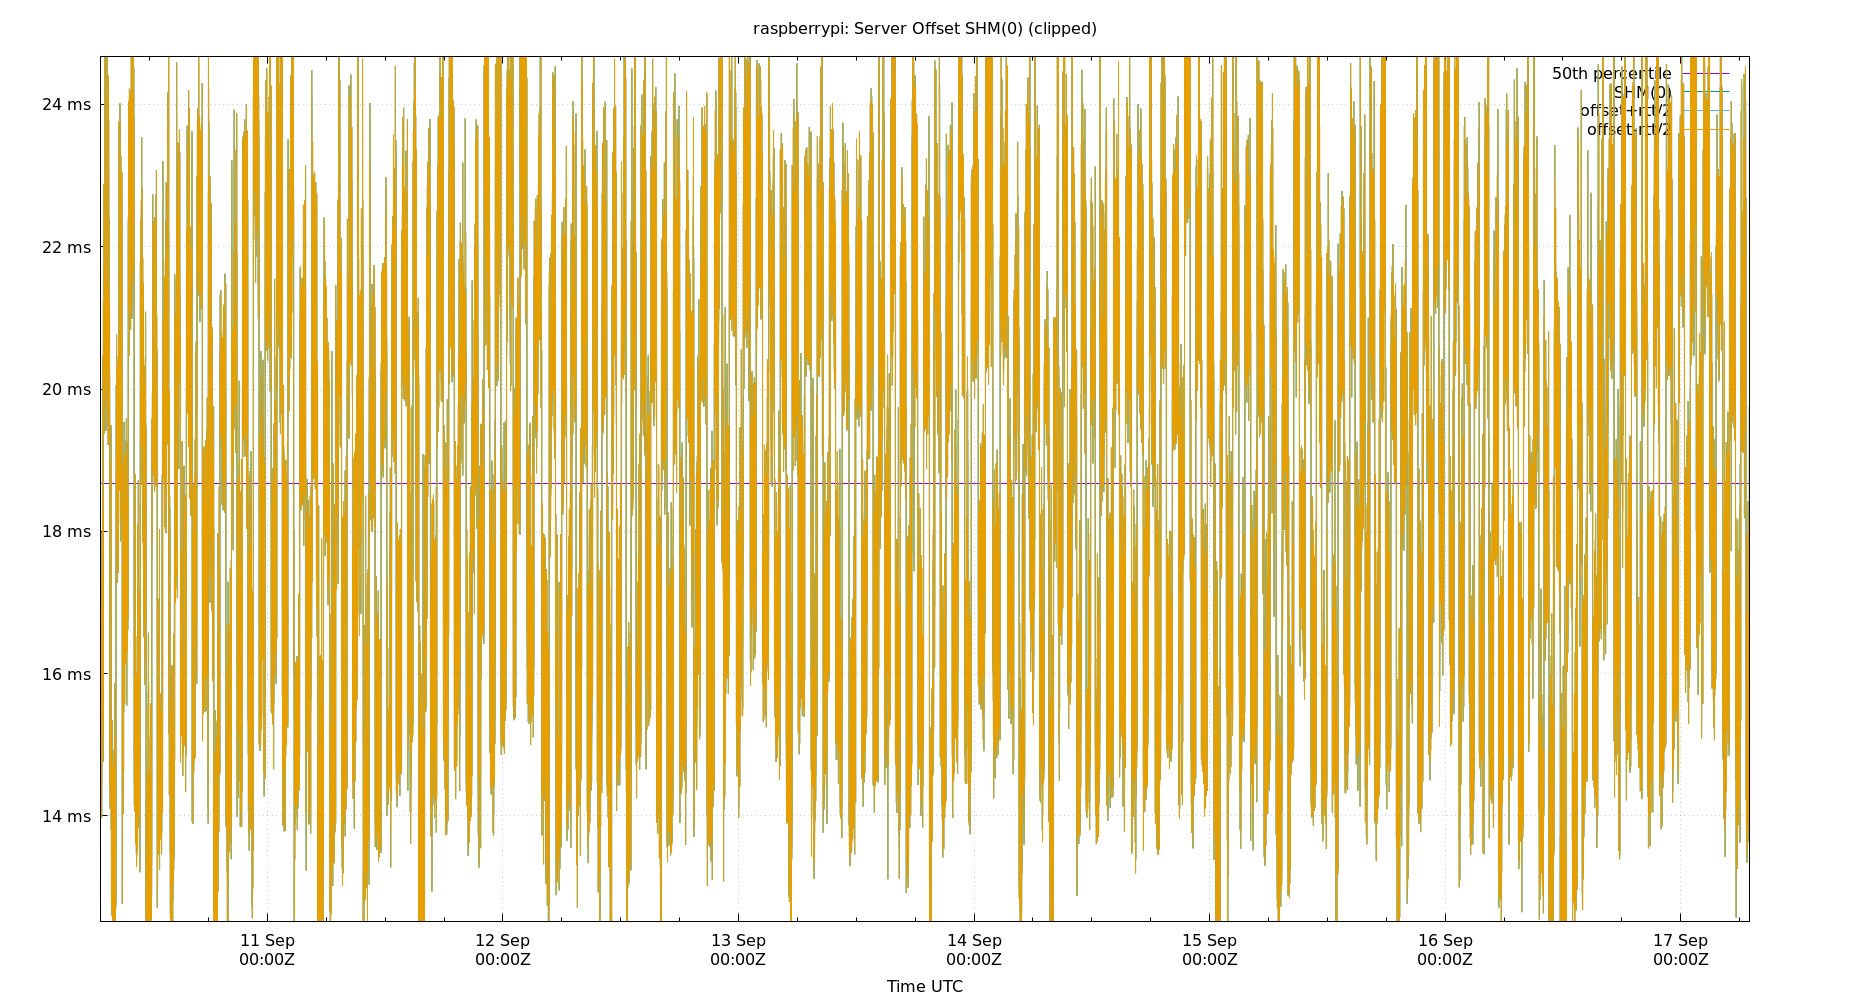 raspberrypi: Server Offset SHM(0) (clipped)
50th percentile
SHM(0)
offset+rtt/2
offset-rtt/2
24 ms
22 ms
20 ms
18 ms
16 ms
14 ms
11 Sep
00:00Z
12 Sep
00:00Z
13 Sep
00:00Z
14 Sep
00:00Z
15 Sep
00:00Z
16 Sep
00:00Z
17 Sep
00:00Z
Time UTC